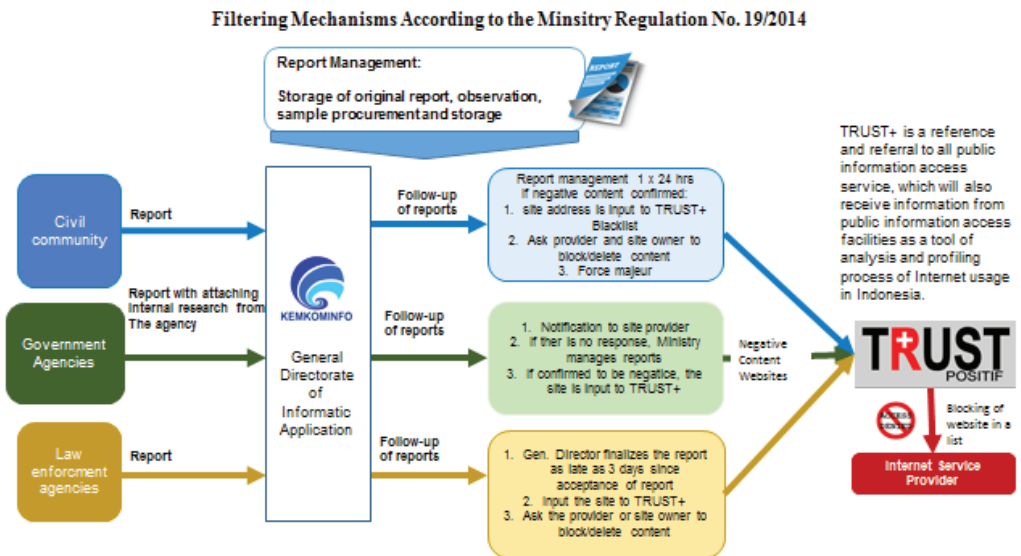 Filtering Mechanisms According to the Minsitry Regulation No. 19/2014
Report Management:
Storage of original report, observation,
sample procurement and storage
REPORT
TRUST+ is a reference
and referral to all public
information access
service, which will also
receive information from
public information access
facilities as a tool of
analysis and profiling
process of Internet usage
in Indonesia.
Civil
community
Report
Government
Agencies
Report with attaching
internal research from
The agency
Law
enforcment
agencies
Report
KEMKOMINFO
General
Directorate
of
Informatic
Application
Follow-up
of reports
Follow-up
of reports
Follow-up
of reports
Report management 1 x 24 hrs
if negative content confirmed:
1. site address is input to TRUST+
Blacklist
2. Ask provider and site owner to
block/delete content
3. Force majeur
1. Notification to site provider
2. If ther is no response, Ministry
manages reports
3. If confirmed to be negatice, the
site is input to TRUST+
1. Gen. Director finalizes the report
as late as 3 days since
acceptance of report
2. Input the site to TRUST+
3. Ask the provider or site owner to
block/delete content
Negative
Content
Websites
TRUST
POSITIF
ACCESS
DENIED
Blocking of
website in a
list
Internet Service
Provider